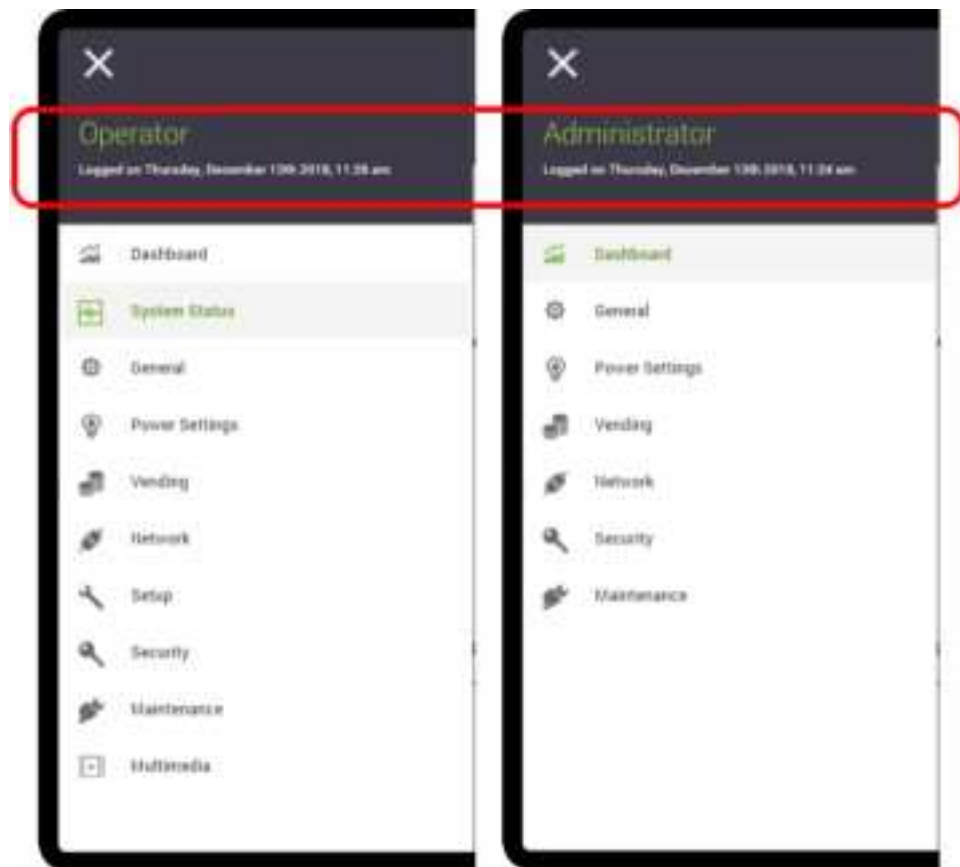 Operator
Logged on Thursday, December 13th 2018, 11:28 am
Dashboard
System Status
General
Power Settings
Vending
Network
Setup
Security
Maintenance
Multimedia
Administrator
Logged on Thursday, December 13th 2018, 11:24 am
Dashboard
General
Power Settings
Vending
Network
Security
Maintenance